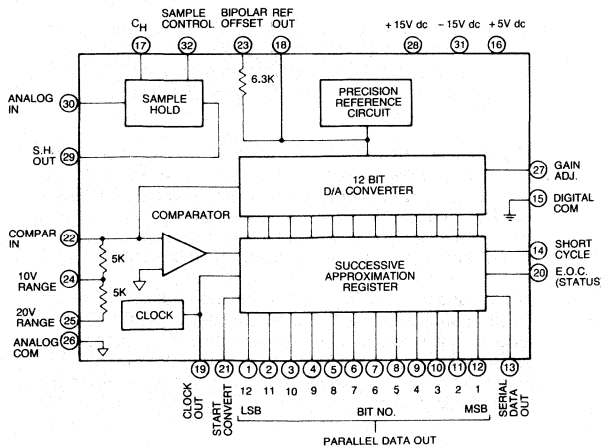 C_H
SAMPLE CONTROL
BIPOLAR OFFSET
REF OUT
+15V dc
-15V dc
+5V dc
17
32
23
18
28
31
16
6.3K
ANALOG IN
30
SAMPLE HOLD
PRECISION REFERENCE CIRCUIT
S.H. OUT
29
12 BIT D/A CONVERTER
27
GAIN ADJ.
15
DIGITAL COM
COMPARATOR
COMPAR IN
22
5K
10V RANGE
24
5K
20V RANGE
25
ANALOG COM
26
SUCCESSIVE APPROXIMATION REGISTER
14
SHORT CYCLE
20
E.O.C. (STATUS)
CLOCK
19
21
1 2 3 4 5 6 7 8 9 10 11 12
13
CLOCK OUT
START CONVERT
12 11 10 9 8 7 6 5 4 3 2 1
SERIAL DATA OUT
LSB
BIT NO.
MSB
PARALLEL DATA OUT